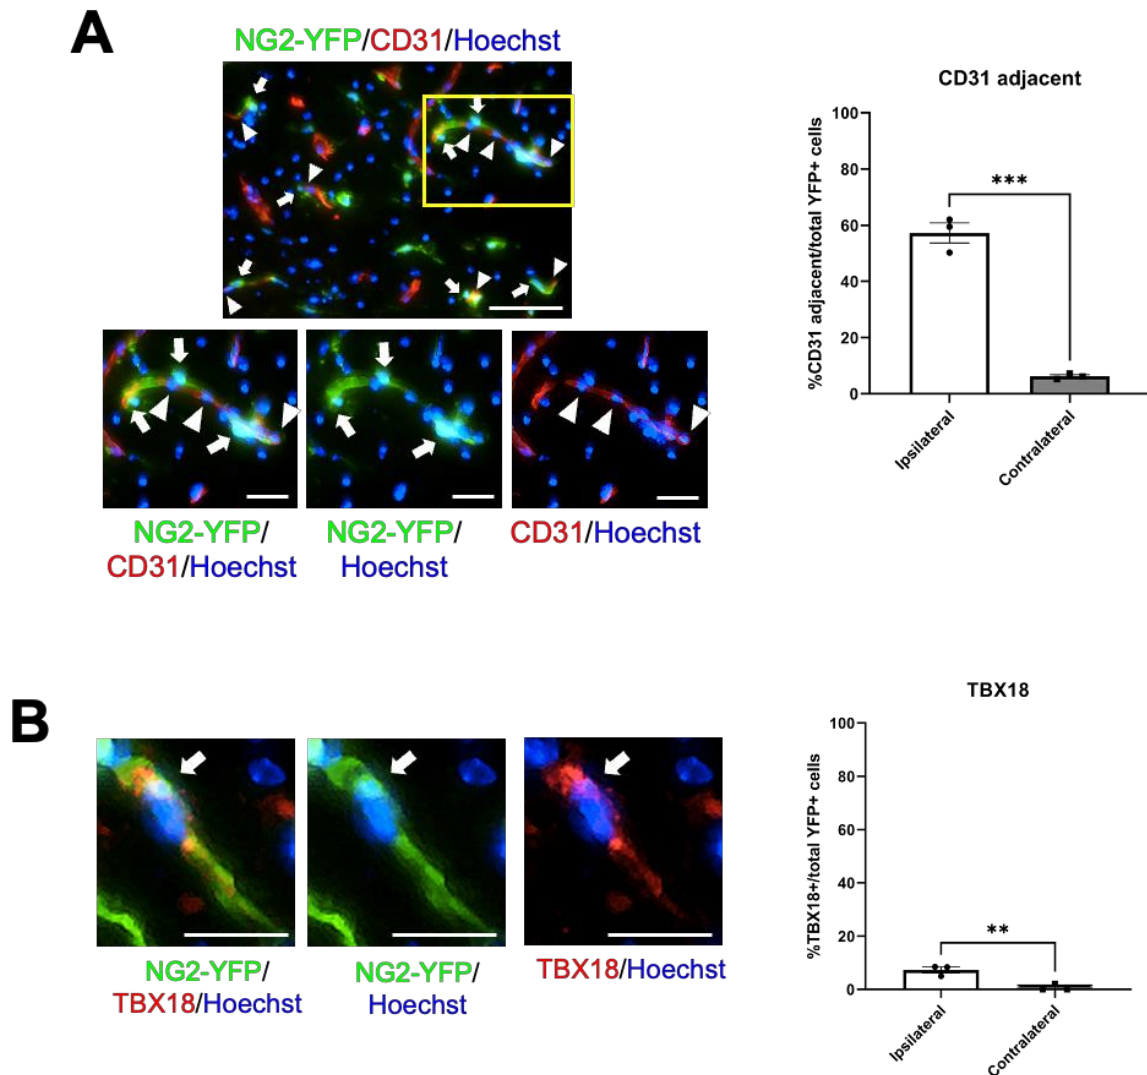 A
NG2-YFP/CD31/Hoechst
NG2-YFP/
CD31/Hoechst
NG2-YFP/
Hoechst
CD31/Hoechst
CD31 adjacent
%CD31 adjacent/total YFP+ cells
100
80
60
40
20
0
***
Ipsilateral
Contralateral
B
NG2-YFP/
TBX18/Hoechst
NG2-YFP/
Hoechst
TBX18/Hoechst
TBX18
%TBX18+/total YFP+ cells
100
80
60
40
20
0
**
Ipsilateral
Contralateral